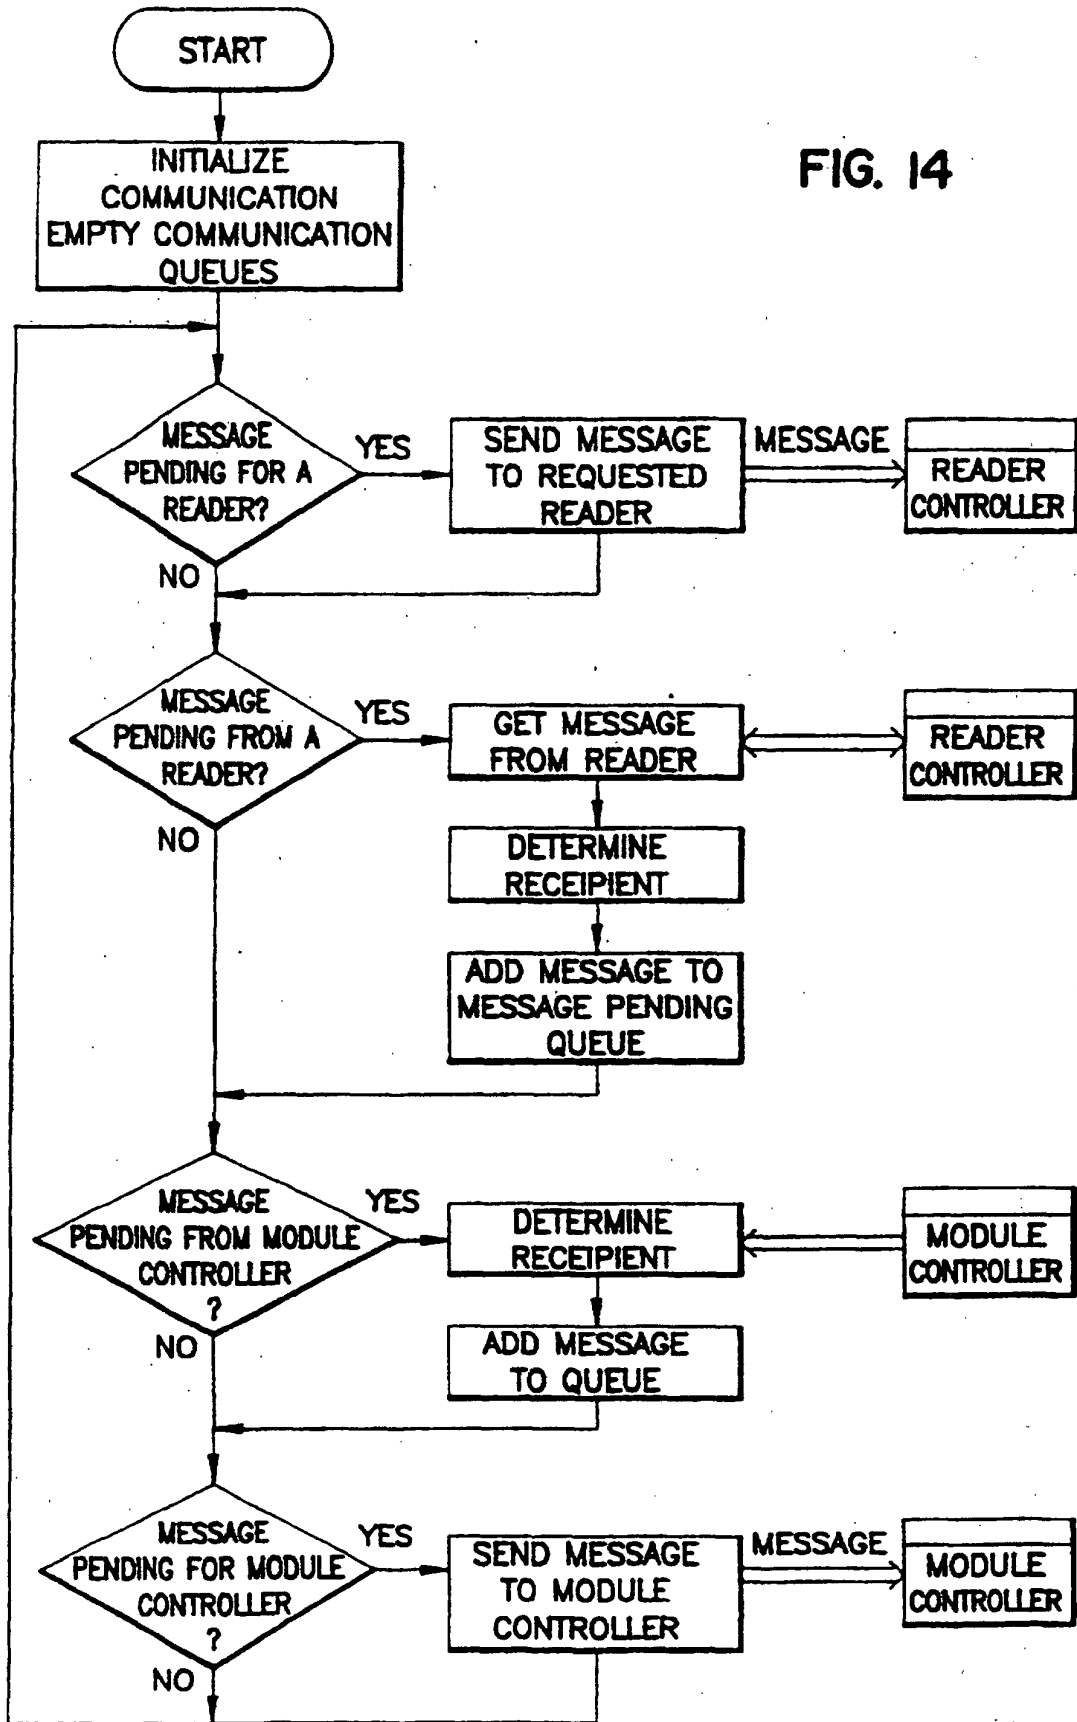 START
INITIALIZE
COMMUNICATION
EMPTY COMMUNICATION
QUEUES
FIG. 14
MESSAGE
PENDING FOR A
READER?
YES
NO
SEND MESSAGE
TO REQUESTED
READER
MESSAGE
READER
CONTROLLER
MESSAGE
PENDING FROM A
READER?
YES
NO
GET MESSAGE
FROM READER
READER
CONTROLLER
DETERMINE
RECEIPIENT
ADD MESSAGE TO
MESSAGE PENDING
QUEUE
MESSAGE
PENDING FROM MODULE
CONTROLLER
?
YES
NO
DETERMINE
RECEIPIENT
MODULE
CONTROLLER
ADD MESSAGE
TO QUEUE
MESSAGE
PENDING FOR MODULE
CONTROLLER
?
YES
NO
SEND MESSAGE
TO MODULE
CONTROLLER
MESSAGE
MODULE
CONTROLLER